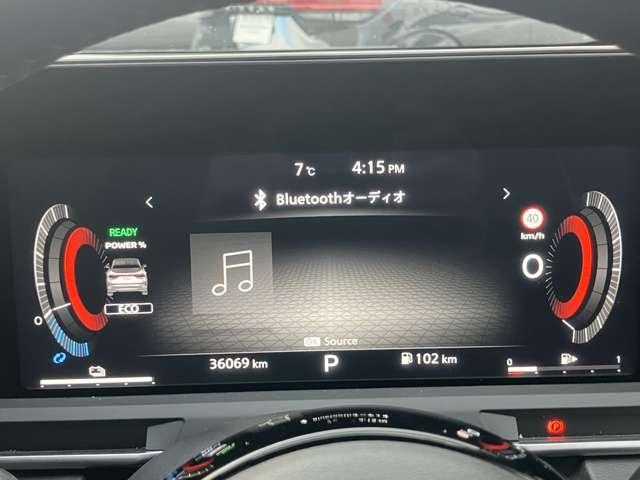 7℃ 4:15 PM
Bluetoothオーディオ
READY
POWER %
ECO
0
40
km/h
0
OK Source
36069 km P 102 km
0 1
P